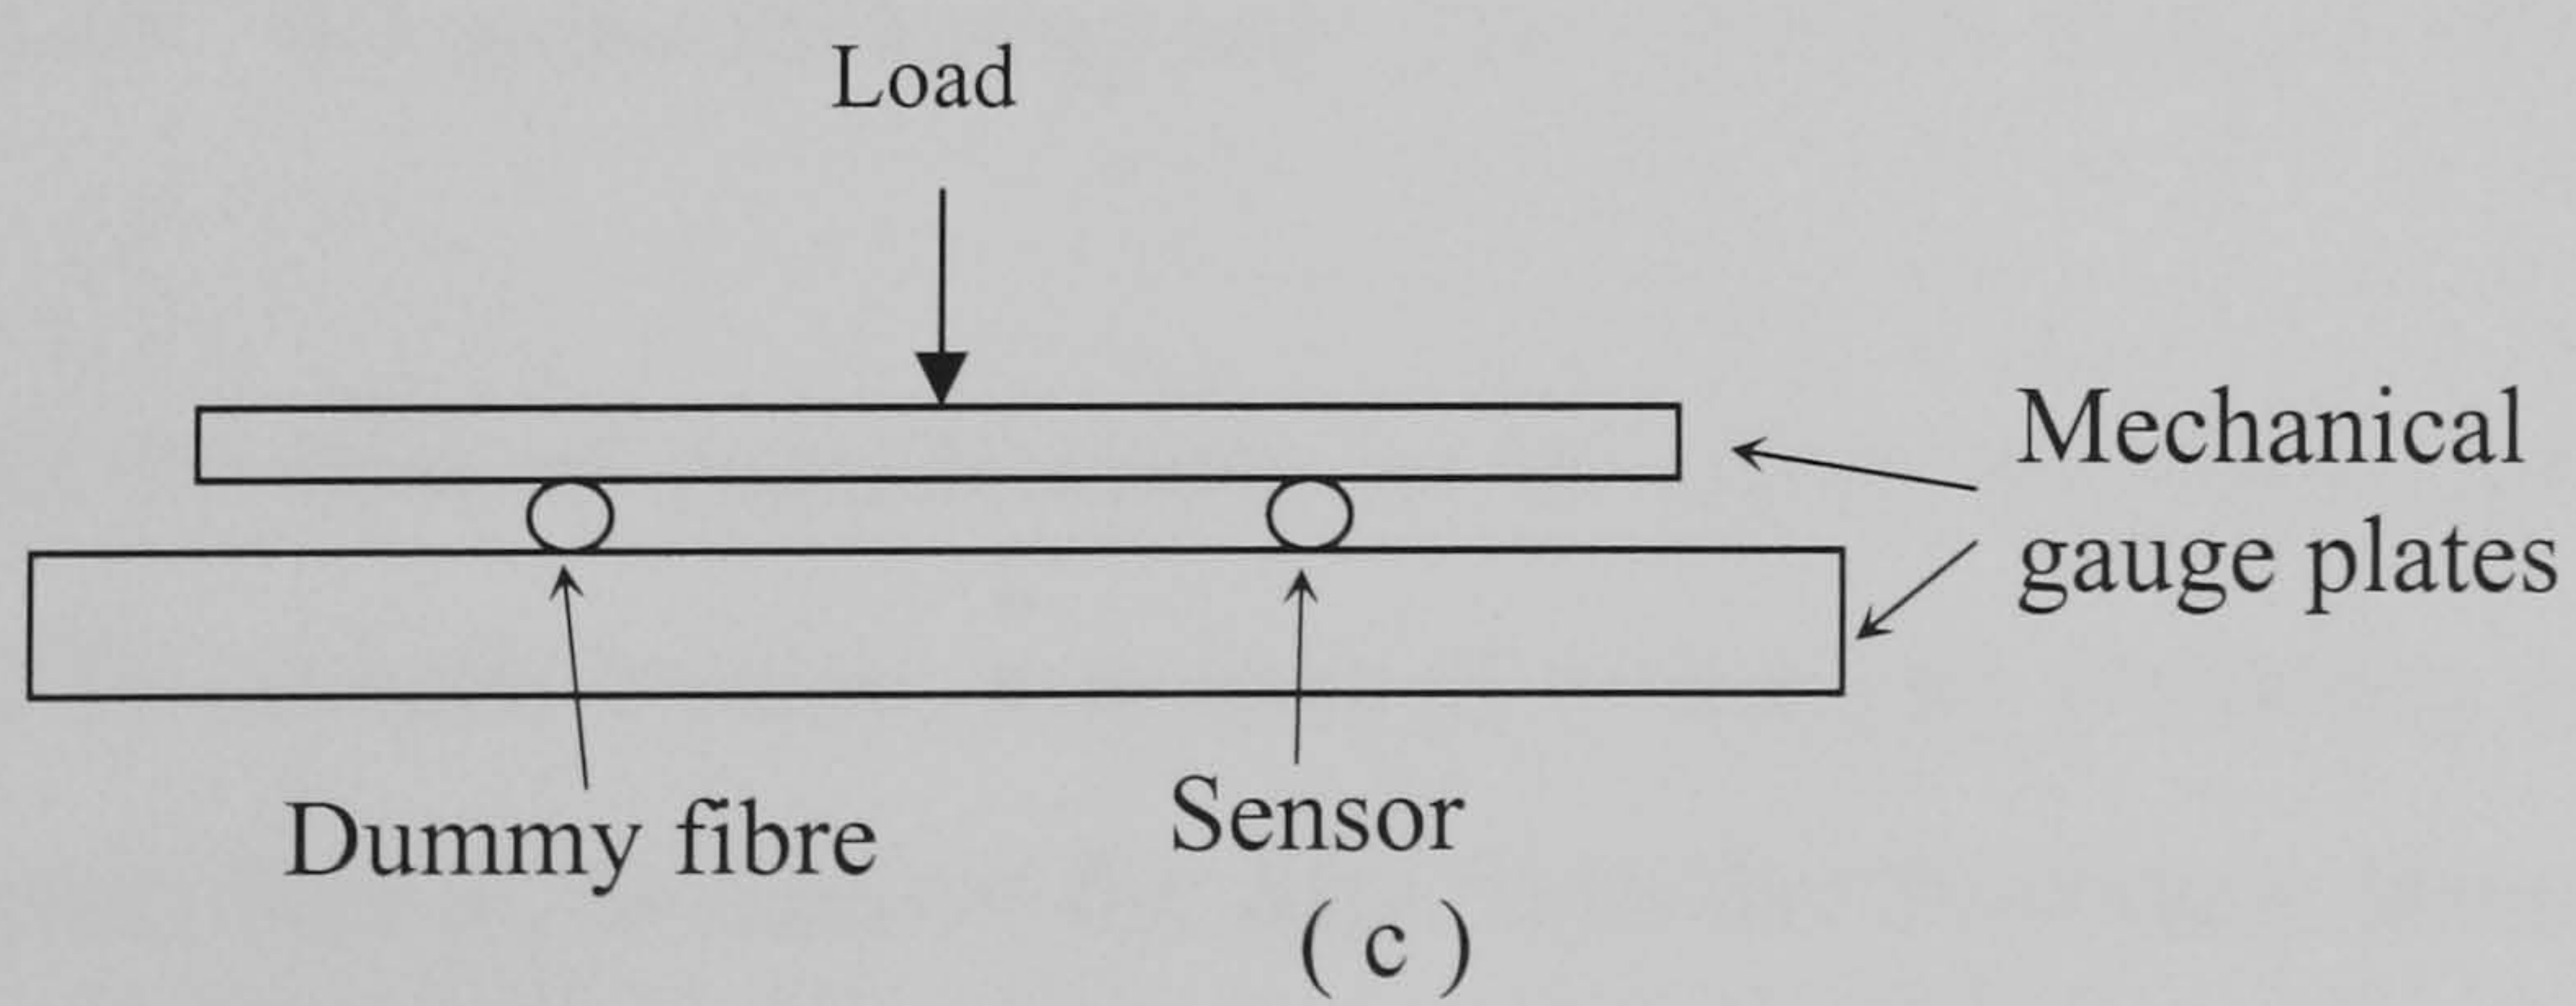 Load
Mechanical
gauge plates
Dummy fibre
Sensor
( c )